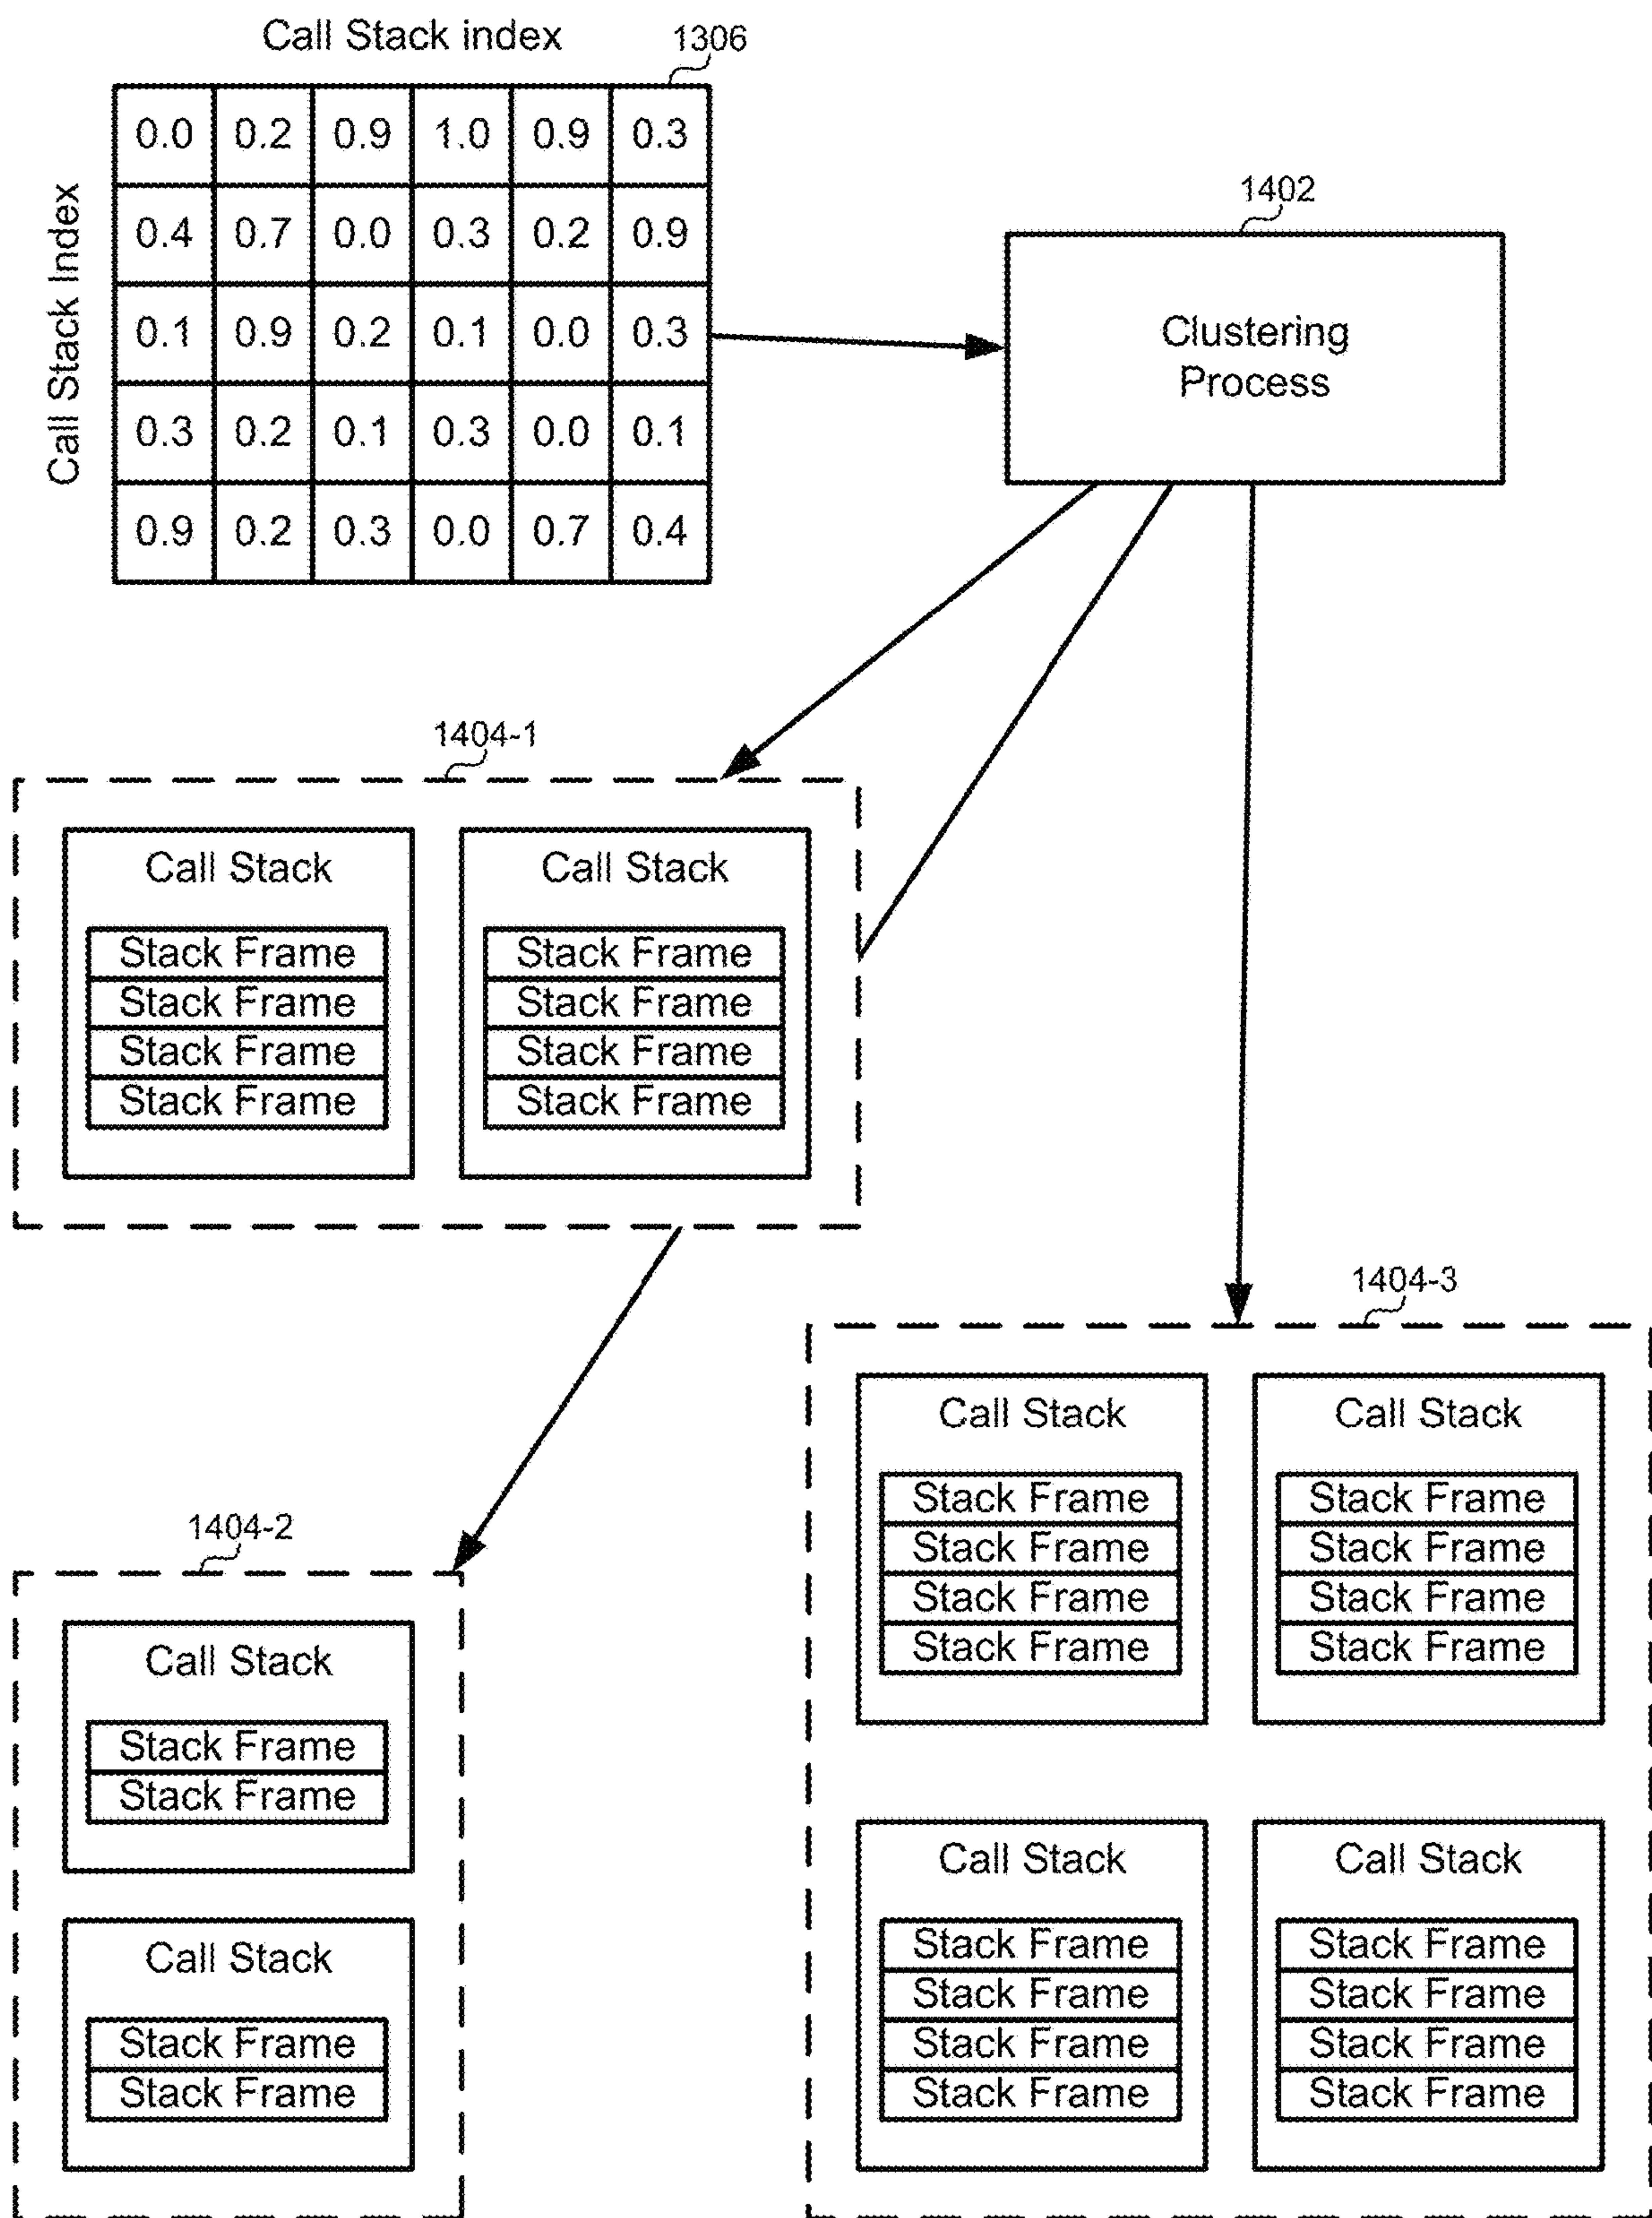 Call Stack index
1306
Call Stack Index
0.0 0.2 0.9 1.0 0.9 0.3
0.4 0.7 0.0 0.3 0.2 0.9
0.1 0.9 0.2 0.1 0.0 0.3
0.3 0.2 0.1 0.3 0.0 0.1
0.9 0.2 0.3 0.0 0.7 0.4
1402
Clustering
Process
1404-1
Call Stack
Stack Frame
Stack Frame
Stack Frame
Stack Frame
Call Stack
Stack Frame
Stack Frame
Stack Frame
Stack Frame
1404-2
Call Stack
Stack Frame
Stack Frame
Call Stack
Stack Frame
Stack Frame
1404-3
Call Stack
Stack Frame
Stack Frame
Stack Frame
Stack Frame
Call Stack
Stack Frame
Stack Frame
Stack Frame
Stack Frame
Call Stack
Stack Frame
Stack Frame
Stack Frame
Stack Frame
Call Stack
Stack Frame
Stack Frame
Stack Frame
Stack Frame